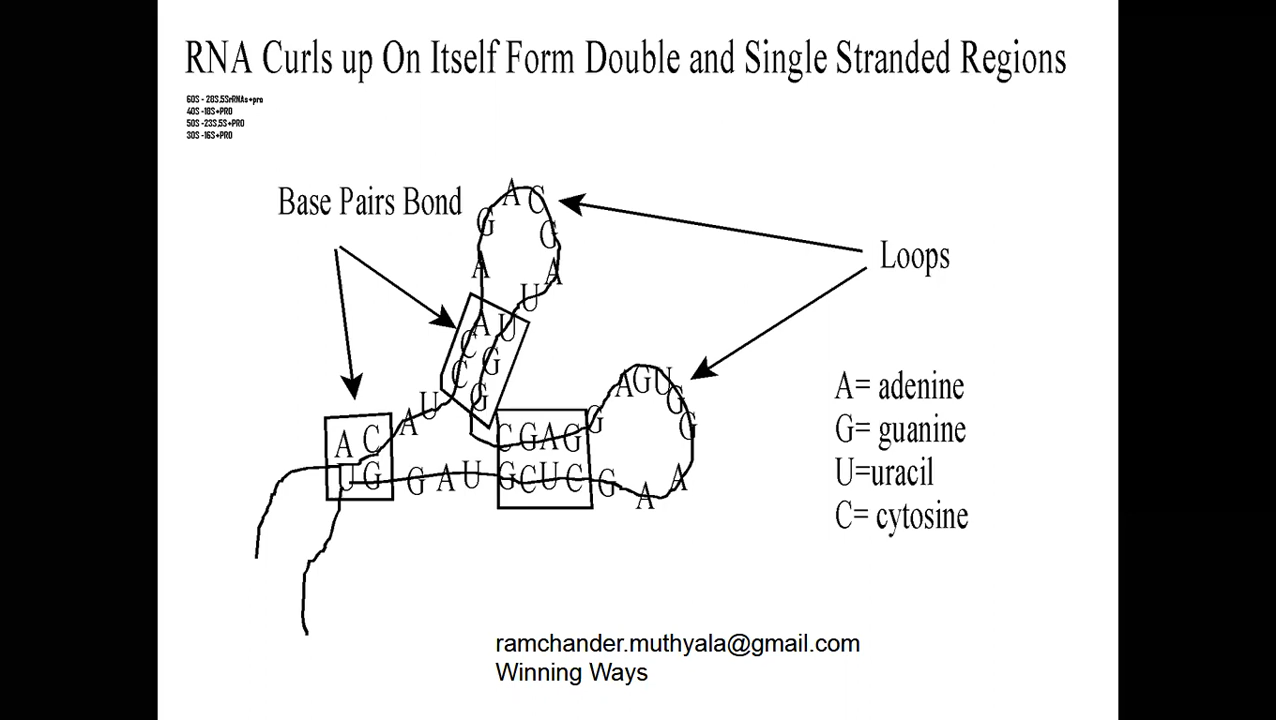 RNA Curls up On Itself Form Double and Single Stranded Regions
60S - 28S,5SrRNAs+pro
40S -18S+PRO
50S -23S,5S+PRO
30S -16S+PRO
Base Pairs Bond
Loops
A C
G
G
A
A
U
A U
C
G
C
G
A C
A
U
U G
G A U
C G A G
G C U C
G
A G U
G
G
A
A
G
A= adenine
G= guanine
U=uracil
C= cytosine
ramchander.muthyala@gmail.com
Winning Ways